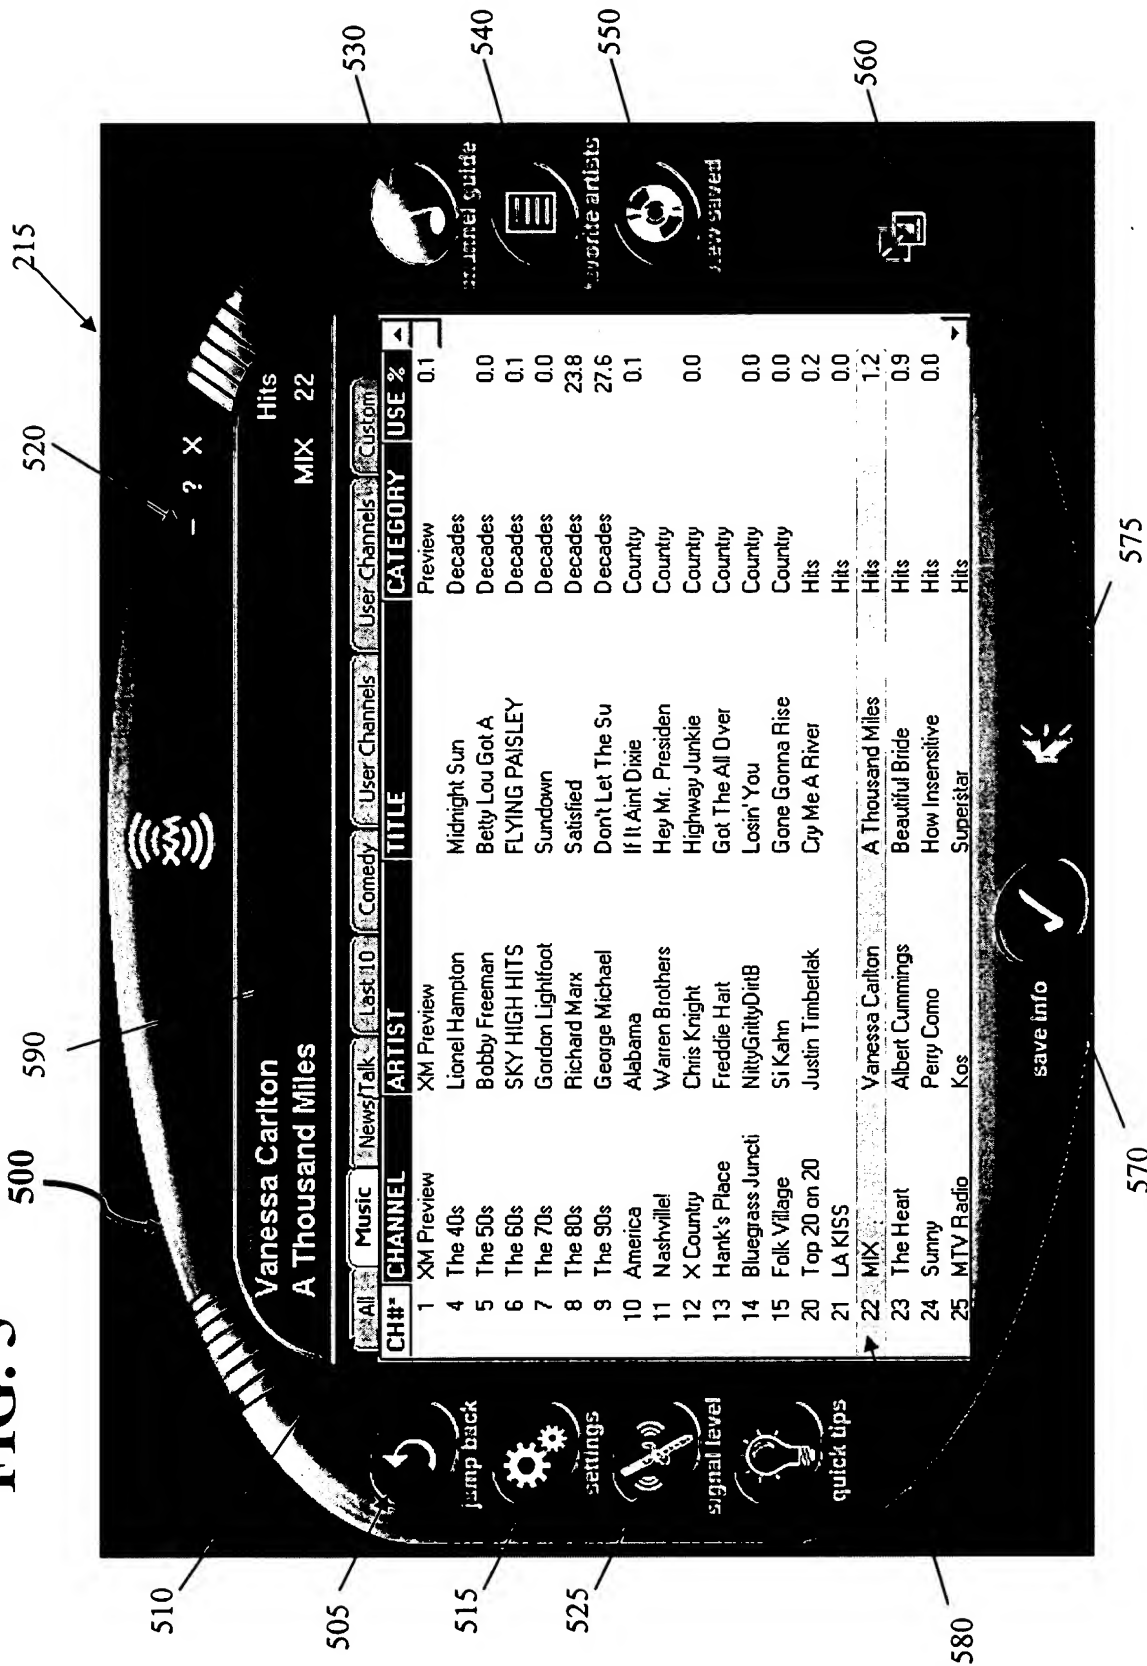 FIG. 5
500
590
520
215
XM
_ ? X
Vanessa Carlton
Hits
A Thousand Miles
MIX 22
All
Music
News/Talk
Last 10
Comedy
User Channels
User Channels
Custom
CH# CHANNEL ARTIST TITLE CATEGORY USE %
1 XM Preview XM Preview Preview 0.1
4 The 40s Lionel Hampton Midnight Sun Decades
5 The 50s Bobby Freeman Betty Lou Got A Decades 0.0
6 The 60s SKY HIGH HITS FLYING PAISLEY Decades 0.1
7 The 70s Gordon Lightfoot Sundown Decades 0.0
8 The 80s Richard Marx Satisfied Decades 23.8
9 The 90s George Michael Don't Let The Su Decades 27.6
10 America Alabama If It Aint Dixie Country 0.1
11 Nashville! Warren Brothers Hey Mr. Presiden Country
12 X Country Chris Knight Highway Junkie Country 0.0
13 Hank's Place Freddie Hart Got The All Over Country
14 Bluegrass Juncti NittyGrittyDirtB Losin' You Country 0.0
15 Folk Village Si Kahn Gone Gonna Rise Country 0.0
20 Top 20 on 20 Justin Timberlak Cry Me A River Hits 0.2
21 LA KISS Hits 0.0
22 MIX Vanessa Carlton A Thousand Miles Hits 1.2
23 The Heart Albert Cummings Beautiful Bride Hits 0.9
24 Sunny Perry Como How Insensitive Hits 0.0
25 MTV Radio Kos Superstar Hits
jump back
settings
signal level
quick tips
channel guide
favorite artists
view saved
save info
510
505
515
525
580
530
540
550
560
570
575